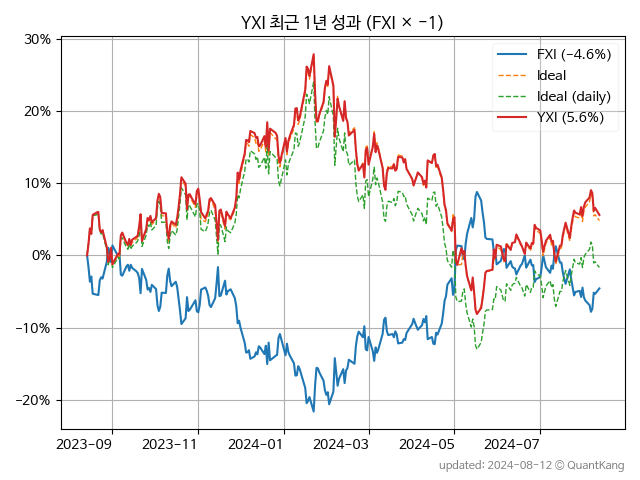 YXI 최근 1년 성과 (FXI × -1)
30%
20%
10%
0%
−10%
−20%
FXI (-4.6%)
Ideal
Ideal (daily)
YXI (5.6%)
2023-09
2023-11
2024-01
2024-03
2024-05
2024-07
updated: 2024-08-12 ⓒ QuantKang